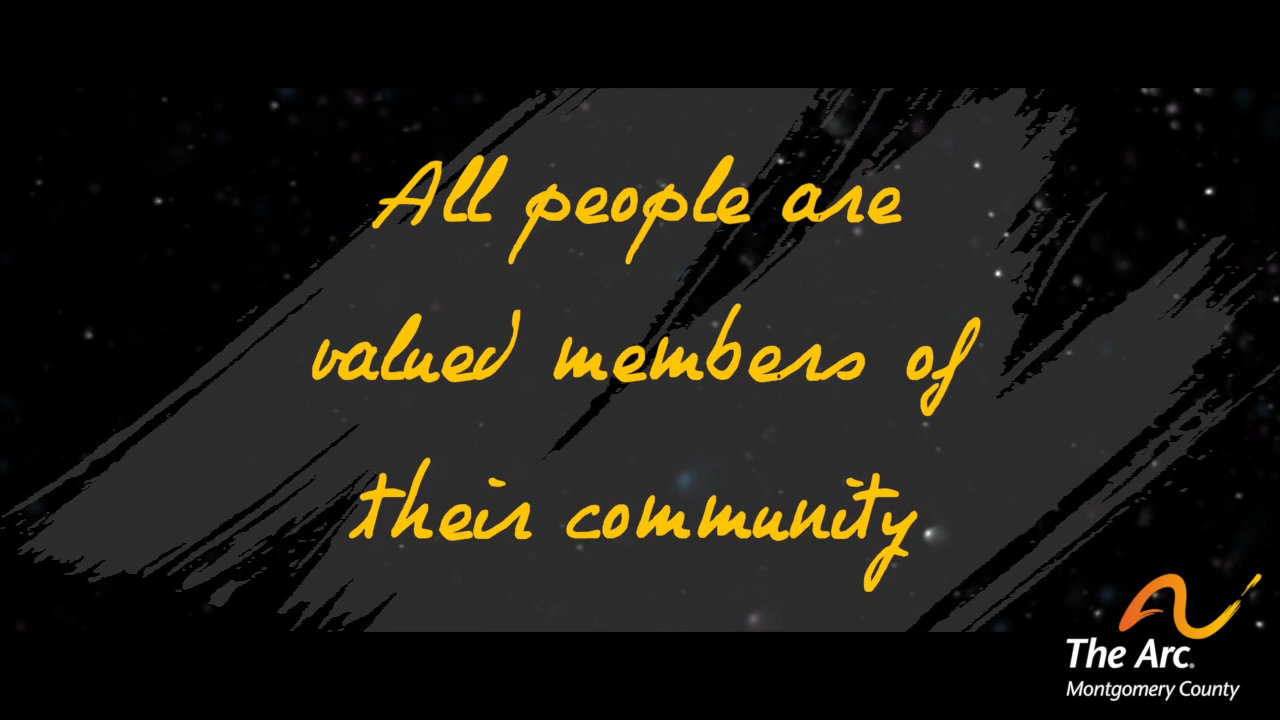 All people are
valued members of
their community
The Arc®
Montgomery County